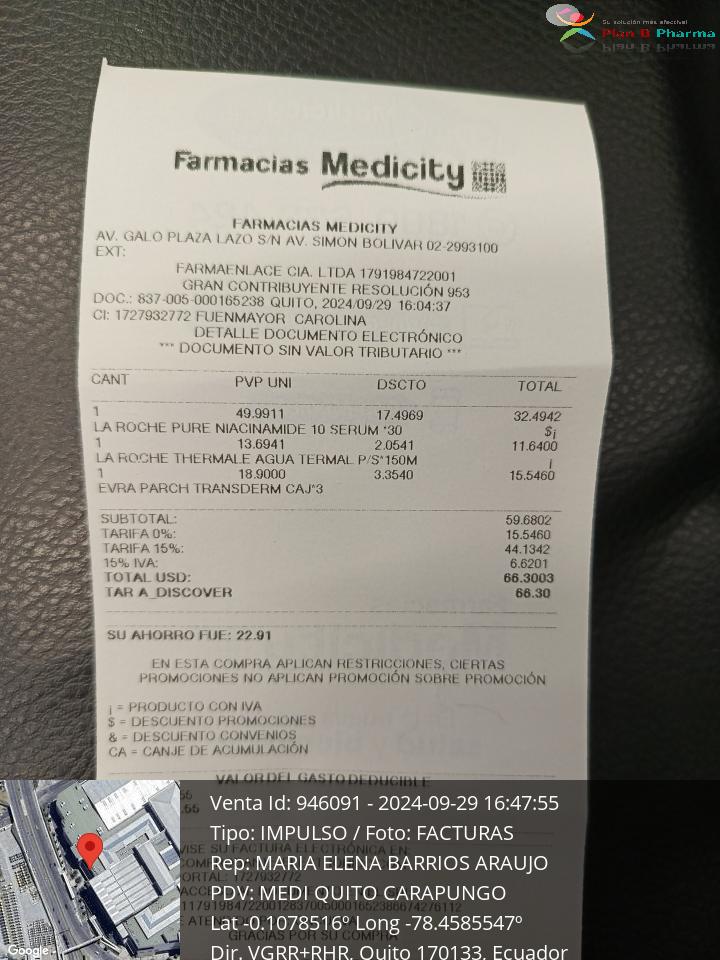 Su solución más efectiva!
Plan B Pharma
Farmacias Medicity
FARMACIAS MEDICITY
AV. GALO PLAZA LAZO S/N AV. SIMON BOLIVAR 02-2993100
EXT:
FARMAENLACE CIA. LTDA 1791984722001
GRAN CONTRIBUYENTE RESOLUCIÓN 953
DOC.: 837-005-000165238 QUITO, 2024/09/29 16:04:37
CI: 1727932772 FUENMAYOR CAROLINA
DETALLE DOCUMENTO ELECTRÓNICO
*** DOCUMENTO SIN VALOR TRIBUTARIO ***
CANT PVP UNI DSCTO TOTAL
1 49.9911 17.4969 32.4942
LA ROCHE PURE NIACINAMIDE 10 SERUM *30 $¡
1 13.6941 2.0541 11.6400
LA ROCHE THERMALE AGUA TERMAL P/S*150M ¡
1 18.9000 3.3540 15.5460
EVRA PARCH TRANSDERM CAJ*3
SUBTOTAL: 59.6802
TARIFA 0%: 15.5460
TARIFA 15%: 44.1342
15% IVA: 6.6201
TOTAL USD: 66.3003
TAR A_DISCOVER 66.30
SU AHORRO FUE: 22.91
EN ESTA COMPRA APLICAN RESTRICCIONES, CIERTAS
PROMOCIONES NO APLICAN PROMOCIÓN SOBRE PROMOCIÓN
¡ = PRODUCTO CON IVA
$ = DESCUENTO PROMOCIONES
& = DESCUENTO CONVENIOS
CA = CANJE DE ACUMULACIÓN
VALOR DEL GASTO DEDUCIBLE
Venta Id: 946091 - 2024-09-29 16:47:55
Tipo: IMPULSO / Foto: FACTURAS
SU FACTURA ELECTRÓNICA EN:
Rep: MARIA ELENA BARRIOS ARAUJO
1727932772
PDV: MEDI QUITO CARAPUNGO
Lat -0.1078516º Long -78.4585547º
GRACIAS POR SU COMPRA
Dir. VGRR+RHR, Quito 170133, Ecuador
Google